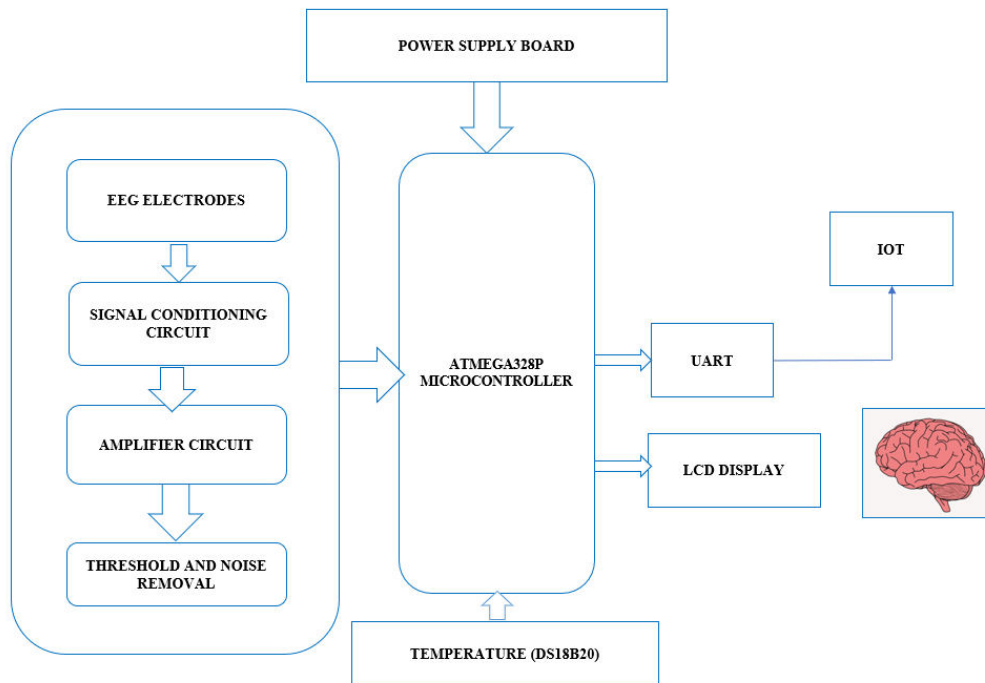 POWER SUPPLY BOARD
EEG ELECTRODES
SIGNAL CONDITIONING
CIRCUIT
AMPLIFIER CIRCUIT
THRESHOLD AND NOISE
REMOVAL
ATMEGA328P
MICROCONTROLLER
IOT
UART
LCD DISPLAY
TEMPERATURE (DS18B20)